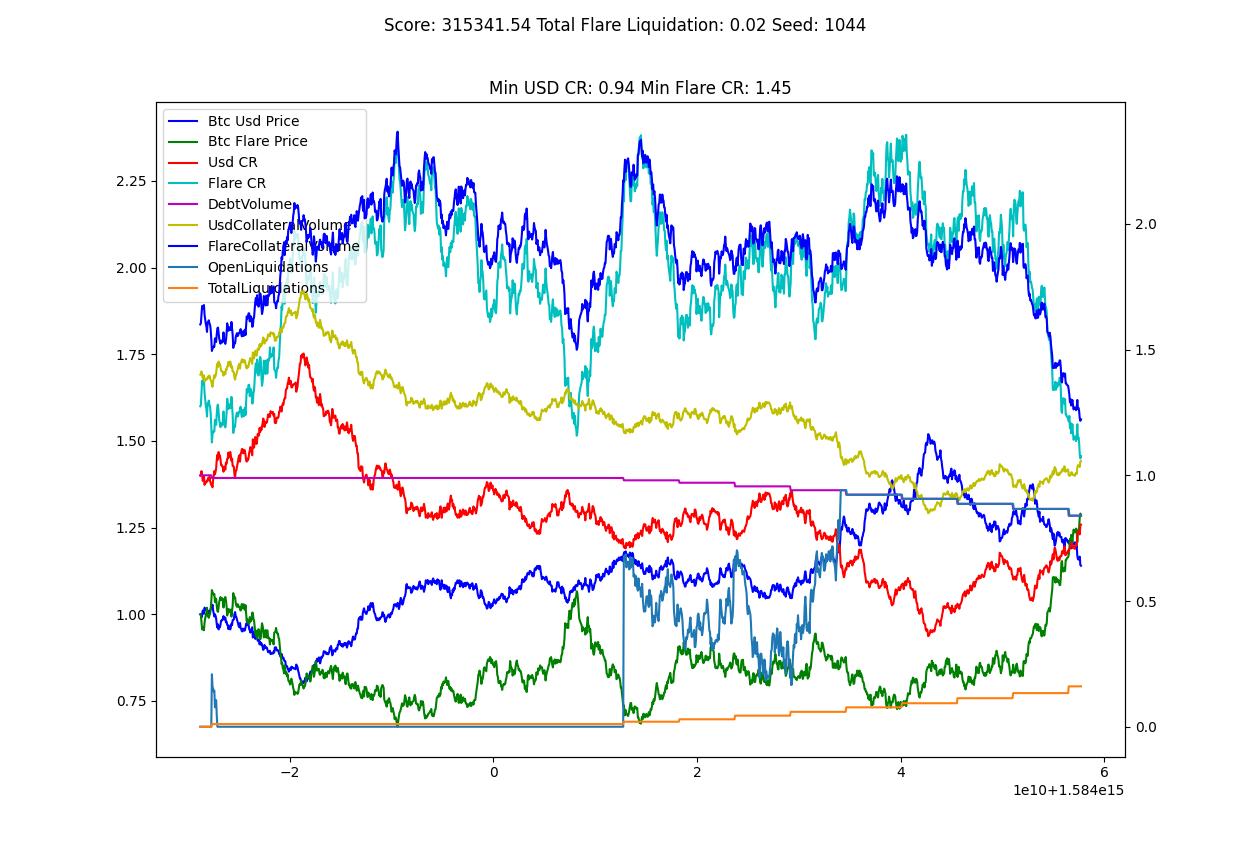 Score: 315341.54 Total Flare Liquidation: 0.02 Seed: 1044
Min USD CR: 0.94 Min Flare CR: 1.45
Btc Usd Price
Btc Flare Price
Usd CR
Flare CR
DebtVolume
UsdCollateralVolume
FlareCollateralVolume
OpenLiquidations
TotalLiquidations
2.25
2.00
1.75
1.50
1.25
1.00
0.75
2.0
1.5
1.0
0.5
0.0
−2 0 2 4 6
1e10+1.584e15